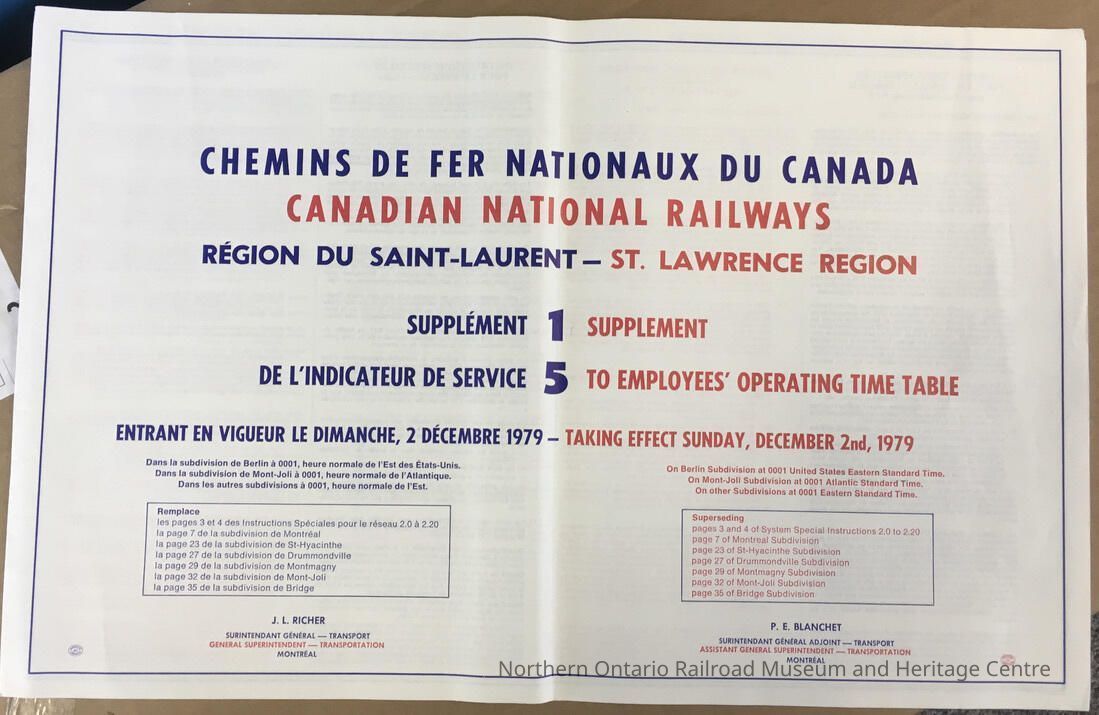 CHEMINS DE FER NATIONAUX DU CANADA
CANADIAN NATIONAL RAILWAYS
RÉGION DU SAINT-LAURENT – ST. LAWRENCE REGION
SUPPLÉMENT 1 SUPPLEMENT
DE L'INDICATEUR DE SERVICE 5 TO EMPLOYEES' OPERATING TIME TABLE
ENTRANT EN VIGUEUR LE DIMANCHE, 2 DÉCEMBRE 1979 – TAKING EFFECT SUNDAY, DECEMBER 2nd, 1979
Dans la subdivision de Berlin à 0001, heure normale de l'Est des États-Unis.
Dans la subdivision de Mont-Joli à 0001, heure normale de l'Atlantique.
Dans les autres subdivisions à 0001, heure normale de l'Est.
On Berlin Subdivision at 0001 United States Eastern Standard Time.
On Mont-Joli Subdivision at 0001 Atlantic Standard Time.
On other Subdivisions at 0001 Eastern Standard Time.
Remplace
les pages 3 et 4 des Instructions Spéciales pour le réseau 2.0 à 2.20
la page 7 de la subdivision de Montréal
la page 23 de la subdivision de St-Hyacinthe
la page 27 de la subdivision de Drummondville
la page 29 de la subdivision de Montmagny
la page 32 de la subdivision de Mont-Joli
la page 35 de la subdivision de Bridge
Superseding
pages 3 and 4 of System Special Instructions 2.0 to 2.20
page 7 of Montreal Subdivision
page 23 of St-Hyacinthe Subdivision
page 27 of Drummondville Subdivision
page 29 of Montmagny Subdivision
page 32 of Mont-Joli Subdivision
page 35 of Bridge Subdivision
J. L. RICHER
SURINTENDANT GÉNÉRAL — TRANSPORT
GENERAL SUPERINTENDENT — TRANSPORTATION
MONTRÉAL
P. E. BLANCHET
SURINTENDANT GÉNÉRAL ADJOINT — TRANSPORT
ASSISTANT GENERAL SUPERINTENDENT — TRANSPORTATION
MONTRÉAL
Northern Ontario Railroad Museum and Heritage Centre